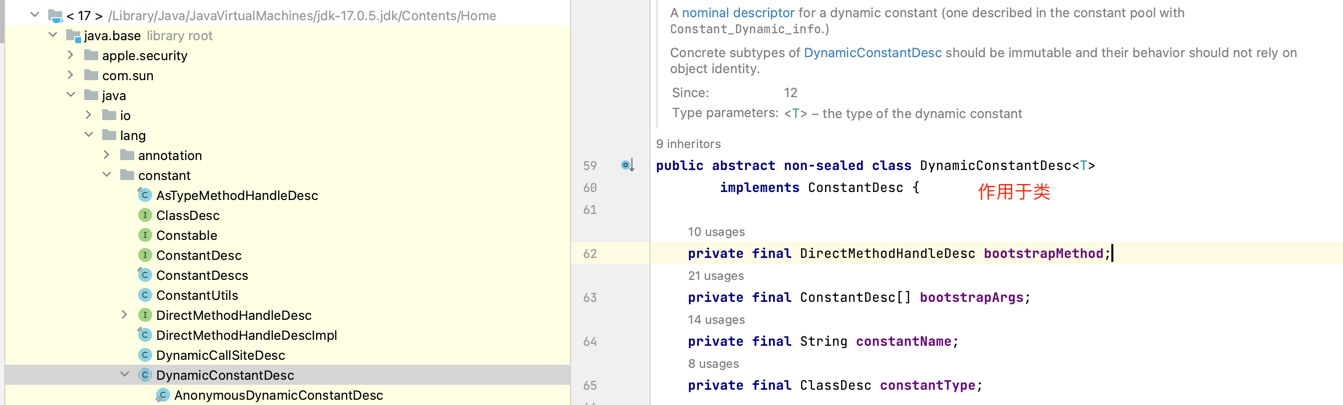 < 17 > /Library/Java/JavaVirtualMachines/jdk-17.0.5.jdk/Contents/Home
java.base library root
apple.security
com.sun
java
io
lang
annotation
constant
AsTypeMethodHandleDesc
ClassDesc
Constable
ConstantDesc
ConstantDescs
ConstantUtils
DirectMethodHandleDesc
DirectMethodHandleDescImpl
DynamicCallSiteDesc
DynamicConstantDesc
AnonymousDynamicConstantDesc
A nominal descriptor for a dynamic constant (one described in the constant pool with
Constant_Dynamic_info.)
Concrete subtypes of DynamicConstantDesc should be immutable and their behavior should not rely on
object identity.
Since: 12
Type parameters: <T> – the type of the dynamic constant
9 inheritors
59 public abstract non-sealed class DynamicConstantDesc<T>
60 implements ConstantDesc { 作用于类
61
10 usages
62 private final DirectMethodHandleDesc bootstrapMethod;
21 usages
63 private final ConstantDesc[] bootstrapArgs;
14 usages
64 private final String constantName;
8 usages
65 private final ClassDesc constantType;